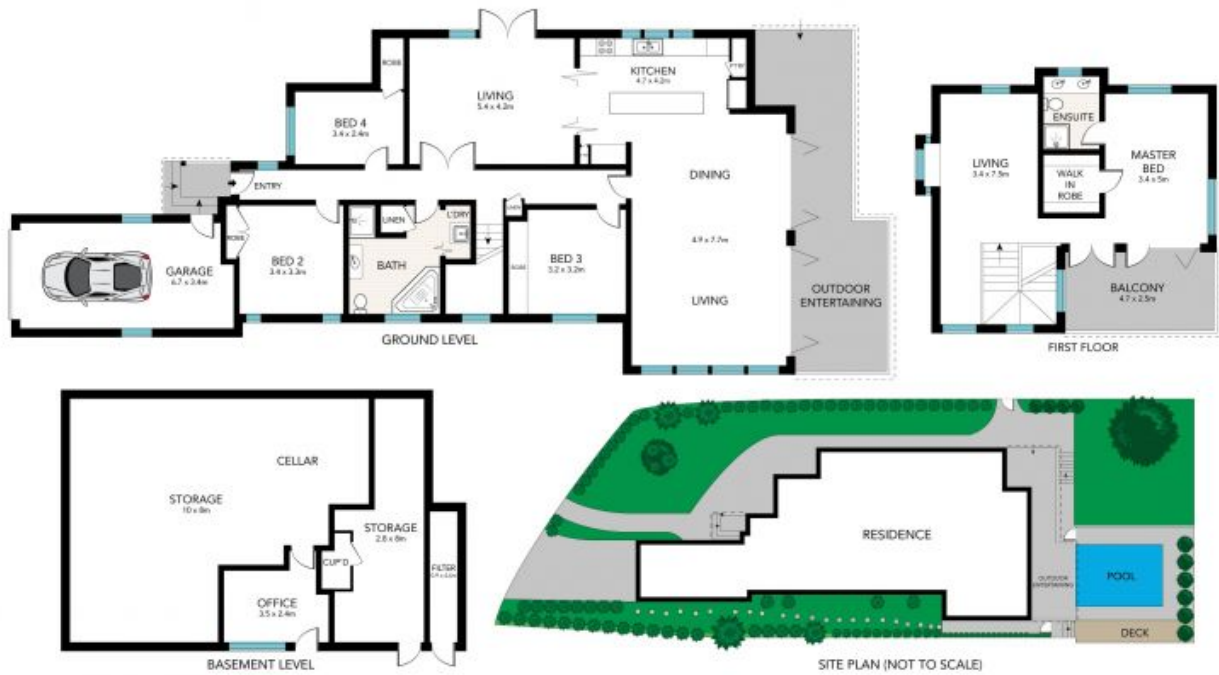 ROBE
LIVING
5.4 x 4.2m
KITCHEN
4.7 x 4.2m
PTRY
BED 4
3.4 x 2.4m
ENTRY
DINING
4.9 x 7.7m
LIVING
OUTDOOR
ENTERTAINING
GARAGE
6.7 x 3.4m
ROBE
BED 2
3.4 x 3.3m
LINEN
L'DRY
BATH
LINEN
ROBE
BED 3
3.2 x 3.2m
GROUND LEVEL
LIVING
3.4 x 7.5m
ENSUITE
WALK
IN
ROBE
MASTER
BED
3.4 x 5m
BALCONY
4.7 x 2.5m
FIRST FLOOR
CELLAR
STORAGE
10 x 8m
STORAGE
2.8 x 8m
CUP'D
FILTER
OFFICE
3.5 x 2.4m
BASEMENT LEVEL
RESIDENCE
OUTDOOR
ENTERTAINING
POOL
DECK
SITE PLAN (NOT TO SCALE)